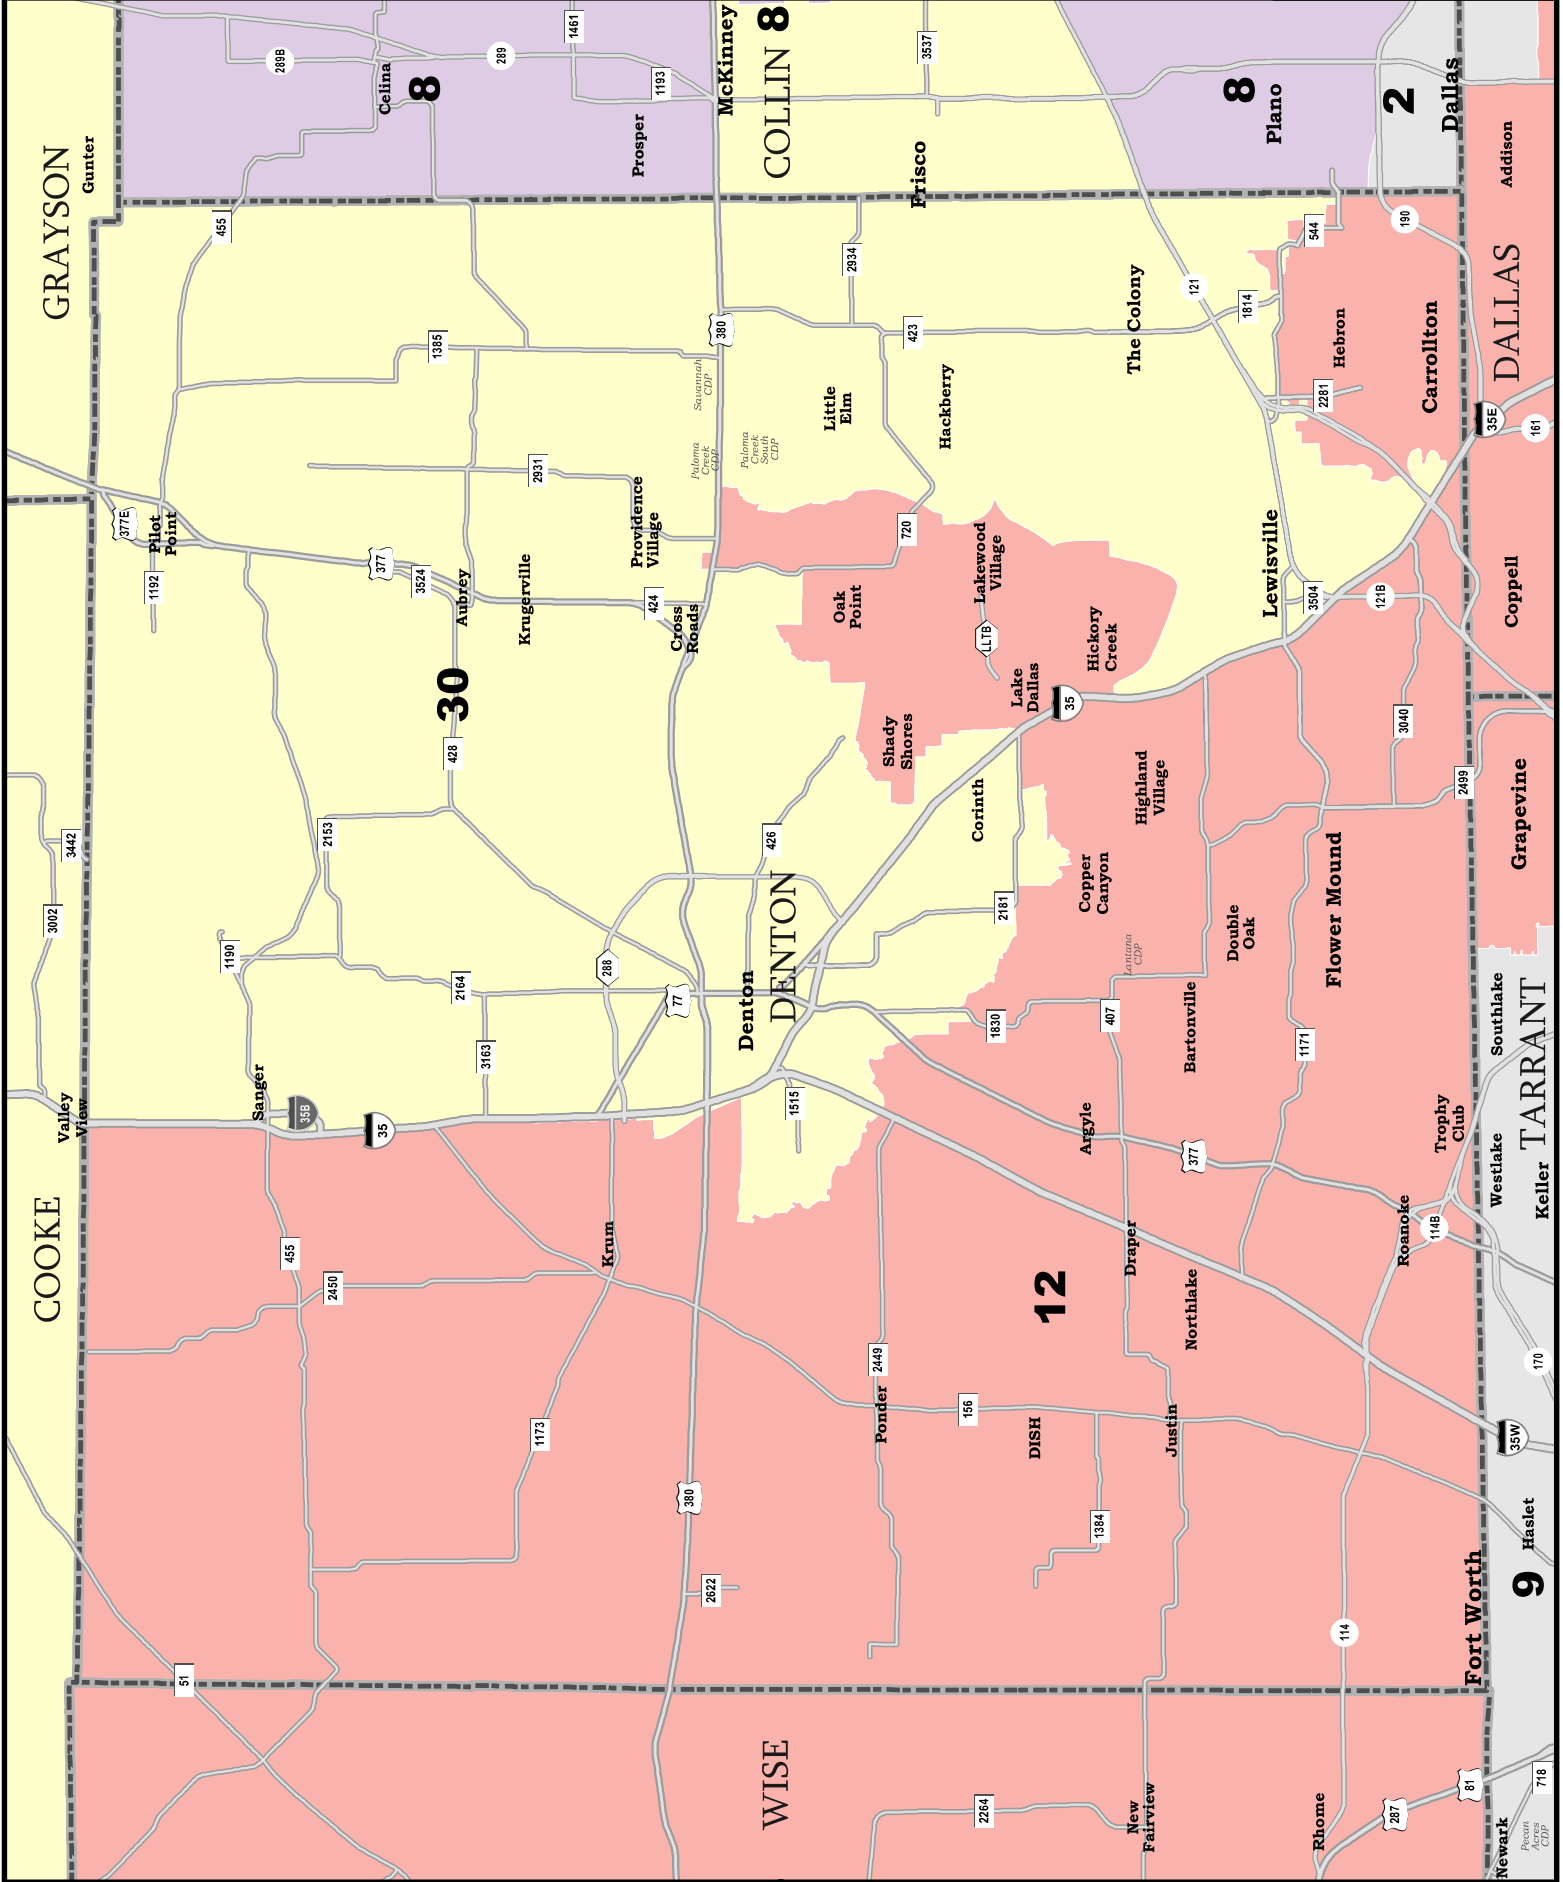 COOKE
GRAYSON
3002
3442
Valley
View
Gunter
1192
377E
Pilot
Point
51
1190
455
Sanger
289B
455
35B
2450
2153
35
377
Celina
3524
1385
8
30
428
2164
Aubrey
3163
289
1173
2931
Krugerville
1461
Krum
288
Providence
Village
Prosper
424
1193
380
77
Cross
Roads
Savannah
CDP
Paloma
Creek
CDP
2622
380
McKinney
Denton
Paloma
Creek
South
CDP
WISE
DENTON
COLLIN
8
426
1515
Little
Elm
Oak
Point
2934
2449
Ponder
Shady
Shores
720
423
Frisco
3537
Hackberry
156
Corinth
2264
1830
2181
Lakewood
Village
LLTB
DISH
Lake
Dallas
12
35
1384
Argyle
Copper
Canyon
Hickory
Creek
407
Draper
Lantana
CDP
The Colony
New
Fairview
Highland
Village
Justin
Northlake
377
Bartonville
121
Double
Oak
1814
8
Plano
Lewisville
1171
3504
544
Rhome
2281
Flower Mound
Hebron
114
121B
287
2
Roanoke
3040
190
Carrollton
114B
Trophy
Club
Dallas
81
2499
Fort Worth
35E
Newark
Westlake
Southlake
DALLAS
Addison
35W
Coppell
Grapevine
Pecan
Acres
CDP
9
Haslet
TARRANT
161
170
Keller
718